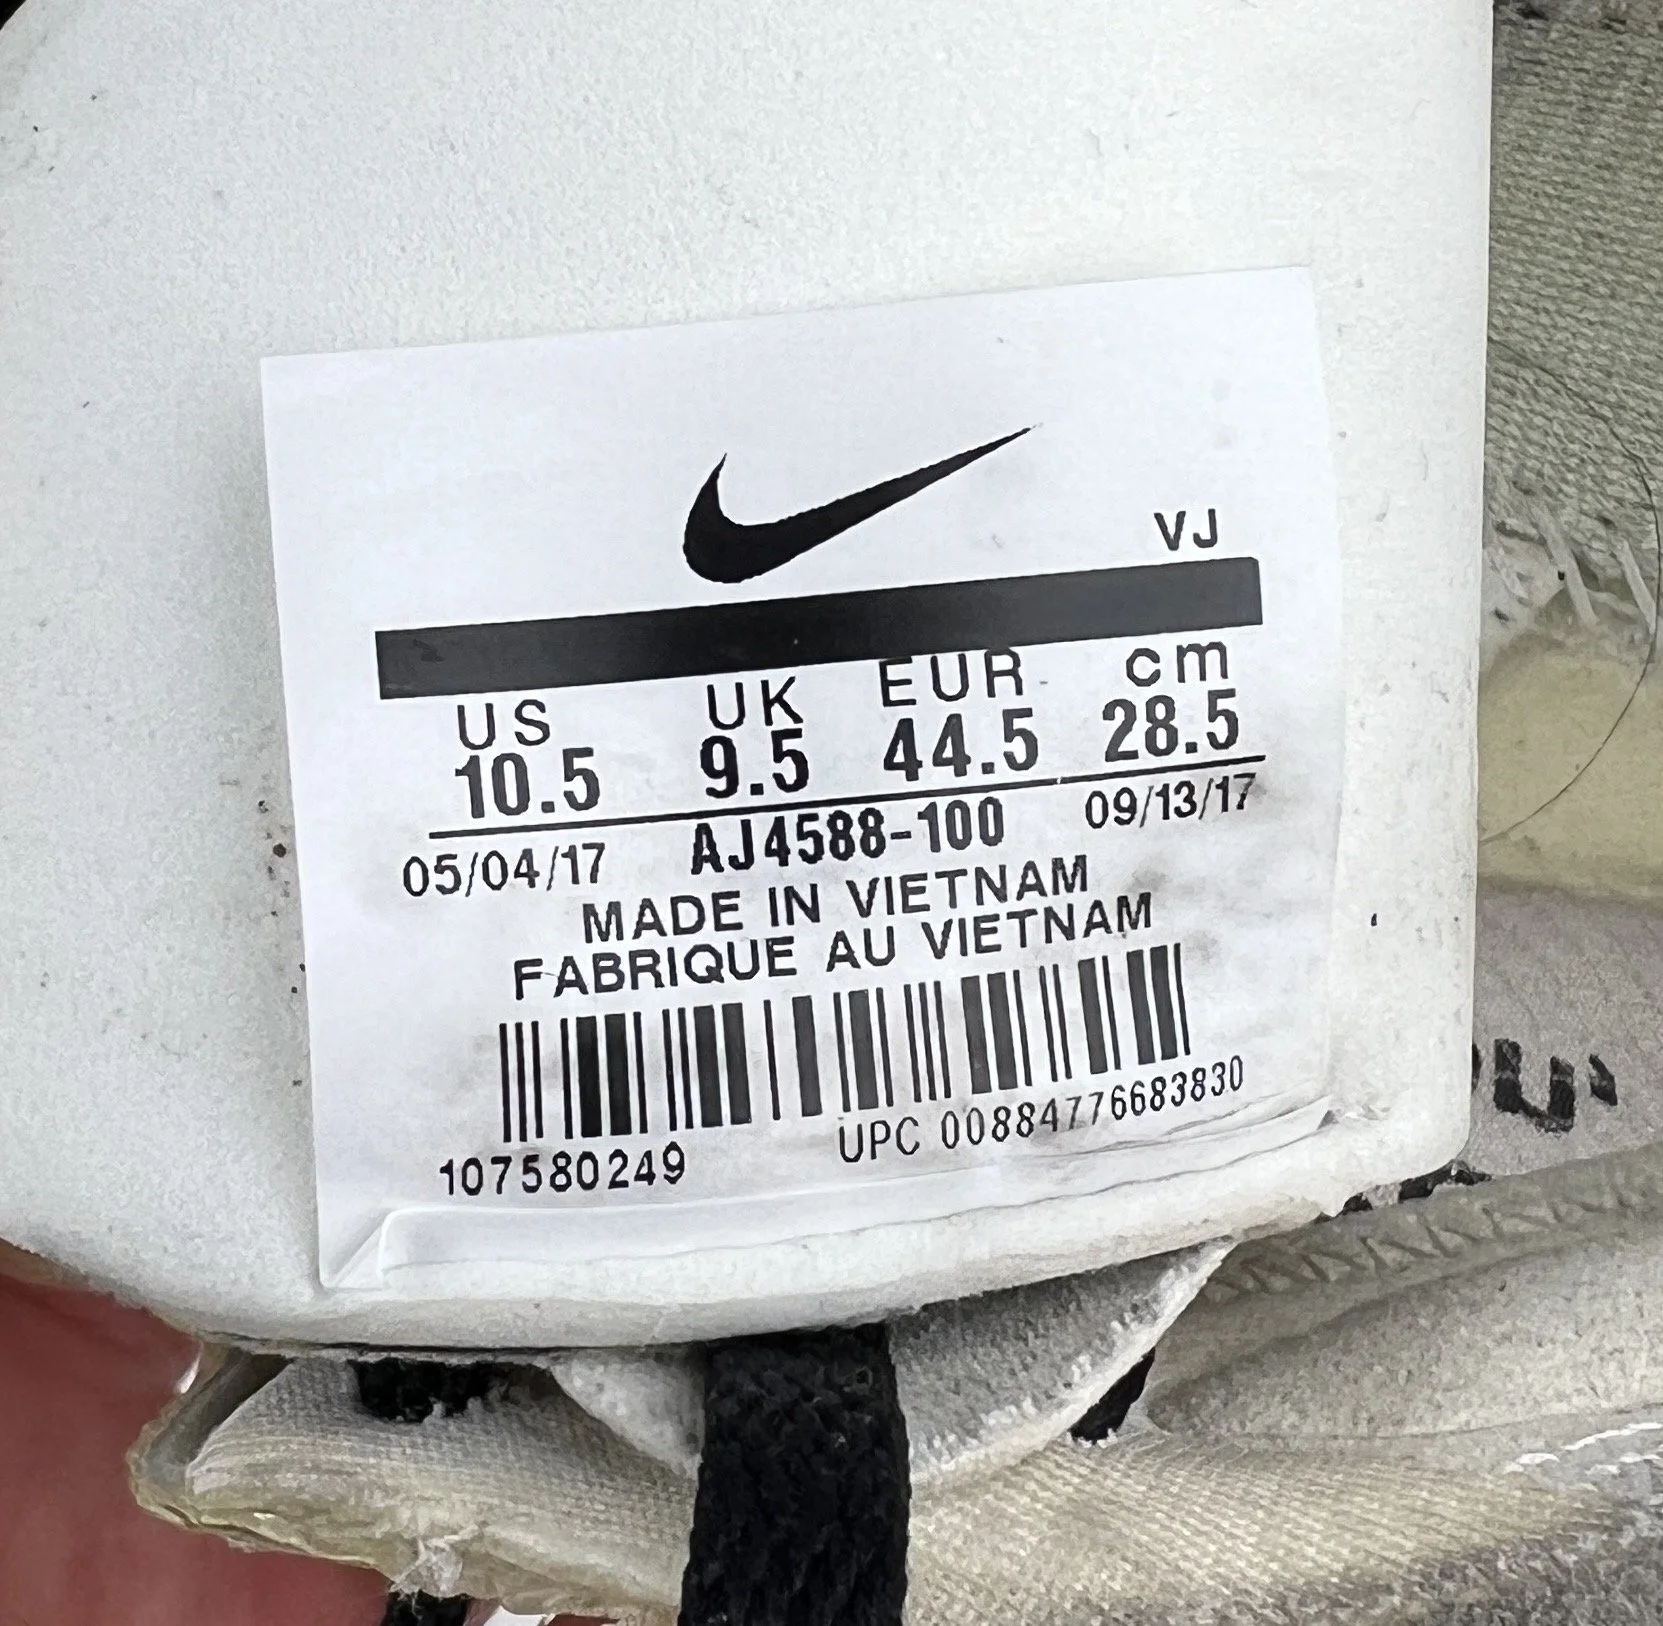 VJ
US UK EUR cm
10.5 9.5 44.5 28.5
05/04/17 AJ4588-100 09/13/17
MADE IN VIETNAM
FABRIQUE AU VIETNAM
107580249 UPC 00884776683830